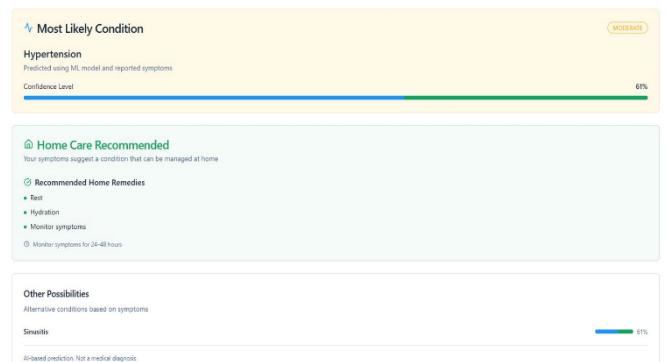 Most Likely Condition
MODERATE
Hypertension
Predicted using ML model and reported symptoms
Confidence Level
61%
Home Care Recommended
Your symptoms suggest a condition that can be managed at home
Recommended Home Remedies
Rest
Hydration
Monitor symptoms
Monitor symptoms for 24-48 hours
Other Possibilities
Alternative conditions based on symptoms
Sinusitis
61%
AI-based prediction. Not a medical diagnosis.